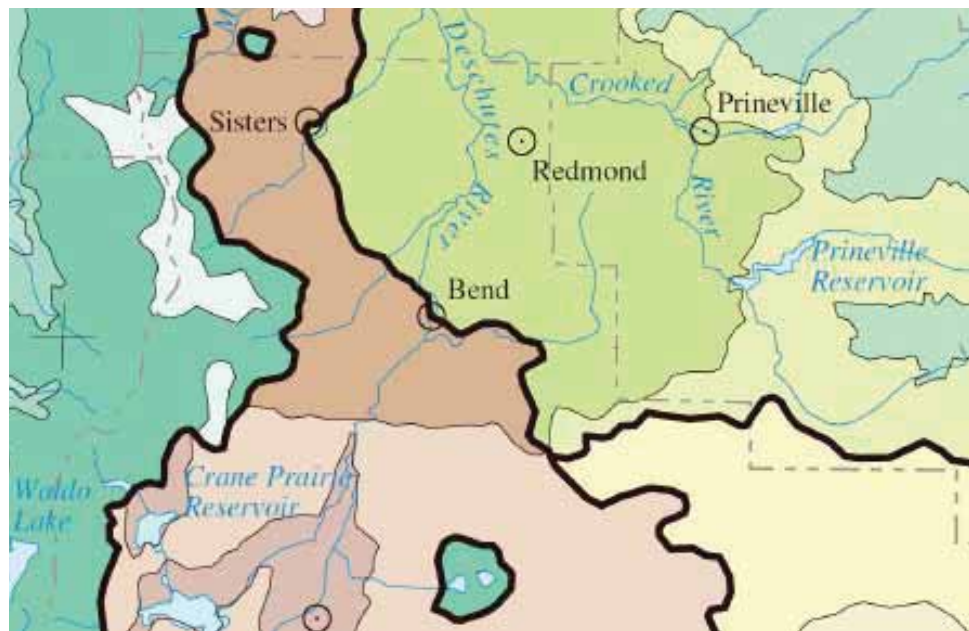 Deschutes
River
Crooked
River
Prineville
Sisters
Redmond
Prineville
Reservoir
Bend
Crane Prairie
Reservoir
Waldo
Lake